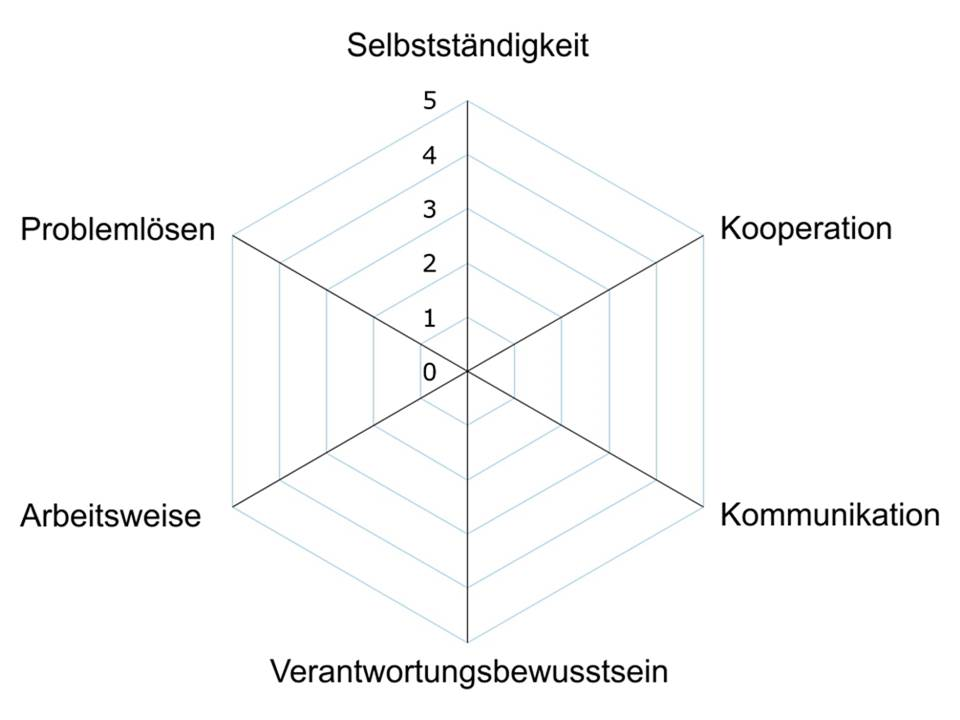 Selbstständigkeit
5
4
3
Problemlösen
Kooperation
2
1
0
Arbeitsweise
Kommunikation
Verantwortungsbewusstsein